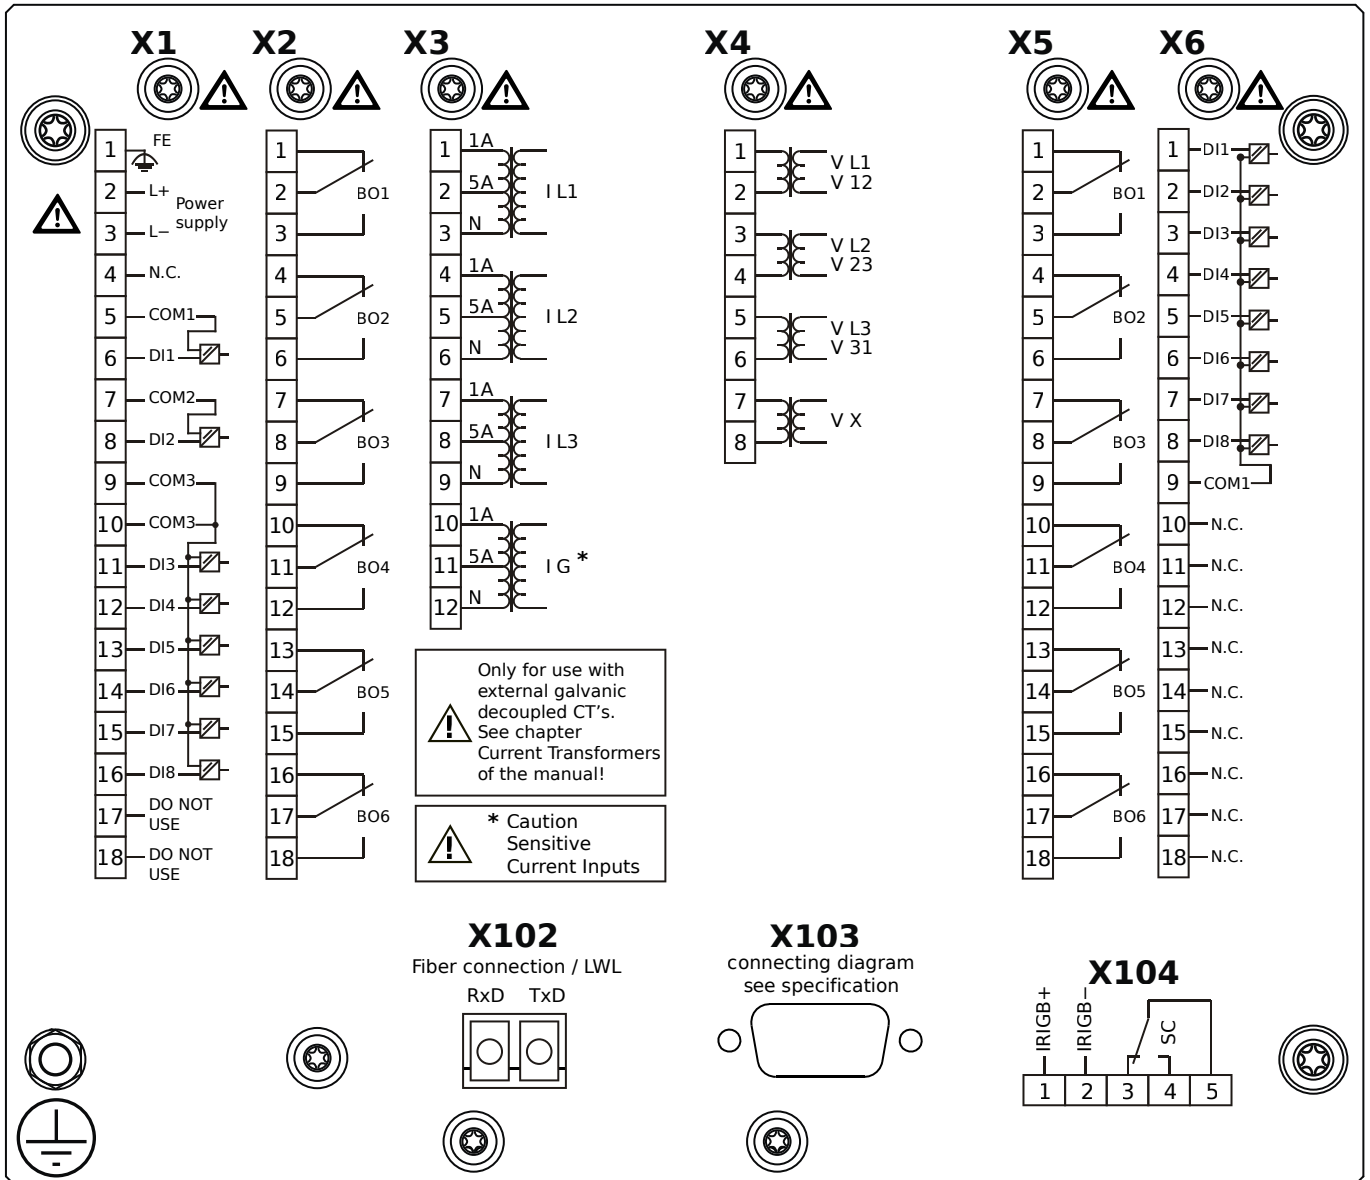 X1
X2
X3
X4
X5
X6
1 FE
2 L+
Power
supply
3 L−
4 N.C.
5 COM1
6 DI1
7 COM2
8 DI2
9 COM3
10 COM3
11 DI3
12 DI4
13 DI5
14 DI6
15 DI7
16 DI8
17 DO NOT
USE
18 DO NOT
USE
1
2 BO1
3
4
5 BO2
6
7
8 BO3
9
10
11 BO4
12
13
14 BO5
15
16
17 BO6
18
1 1A
2 5A I L1
3 N
4 1A
5 5A I L2
6 N
7 1A
8 5A I L3
9 N
10 1A
11 5A I G *
12 N
Only for use with
external galvanic
decoupled CT's.
See chapter
Current Transformers
of the manual!
* Caution
Sensitive
Current Inputs
1 V L1
2 V 12
3 V L2
4 V 23
5 V L3
6 V 31
7 V X
8
1
2 BO1
3
4
5 BO2
6
7
8 BO3
9
10
11 BO4
12
13
14 BO5
15
16
17 BO6
18
1 DI1
2 DI2
3 DI3
4 DI4
5 DI5
6 DI6
7 DI7
8 DI8
9 COM1
10 N.C.
11 N.C.
12 N.C.
13 N.C.
14 N.C.
15 N.C.
16 N.C.
17 N.C.
18 N.C.
X102
Fiber connection / LWL
RxD TxD
X103
connecting diagram
see specification
X104
IRIGB+
IRIGB−
SC
1 2 3 4 5